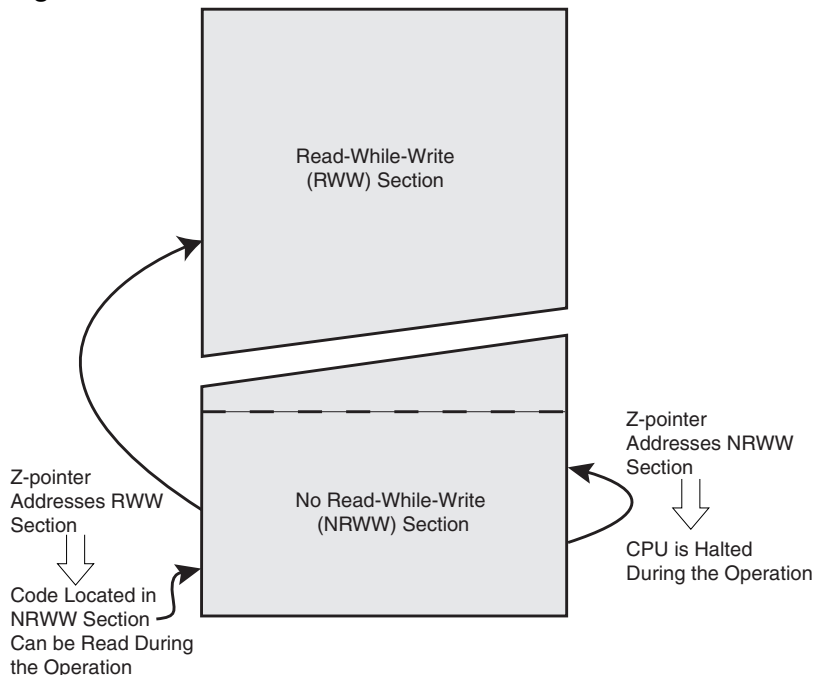 Read-While-Write
(RWW) Section
Z-pointer
Addresses NRWW
Section
Z-pointer
Addresses RWW
Section
No Read-While-Write
(NRWW) Section
CPU is Halted
During the Operation
Code Located in
NRWW Section
Can be Read During
the Operation